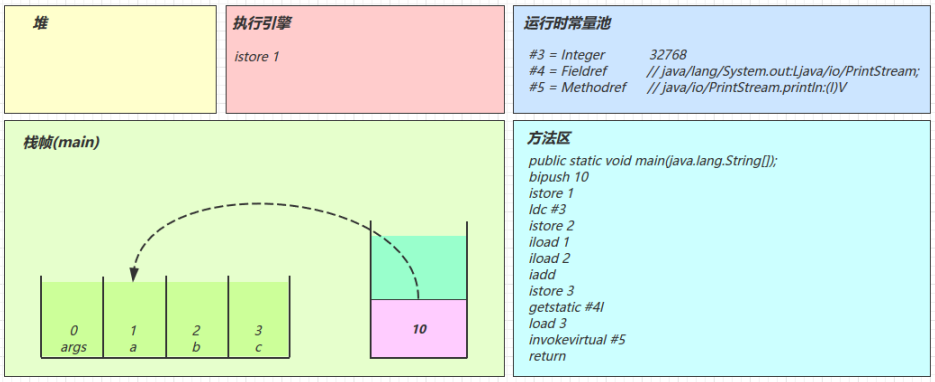 堆
执行引擎
istore 1
运行时常量池
#3 = Integer 32768
#4 = Fieldref // java/lang/System.out:Ljava/io/PrintStream;
#5 = Methodref // java/io/PrintStream.println:(I)V
栈帧(main)
0 1 2 3
args a b c
10
方法区
public static void main(java.lang.String[]);
bipush 10
istore 1
ldc #3
istore 2
iload 1
iload 2
iadd
istore 3
getstatic #4I
load 3
invokevirtual #5
return